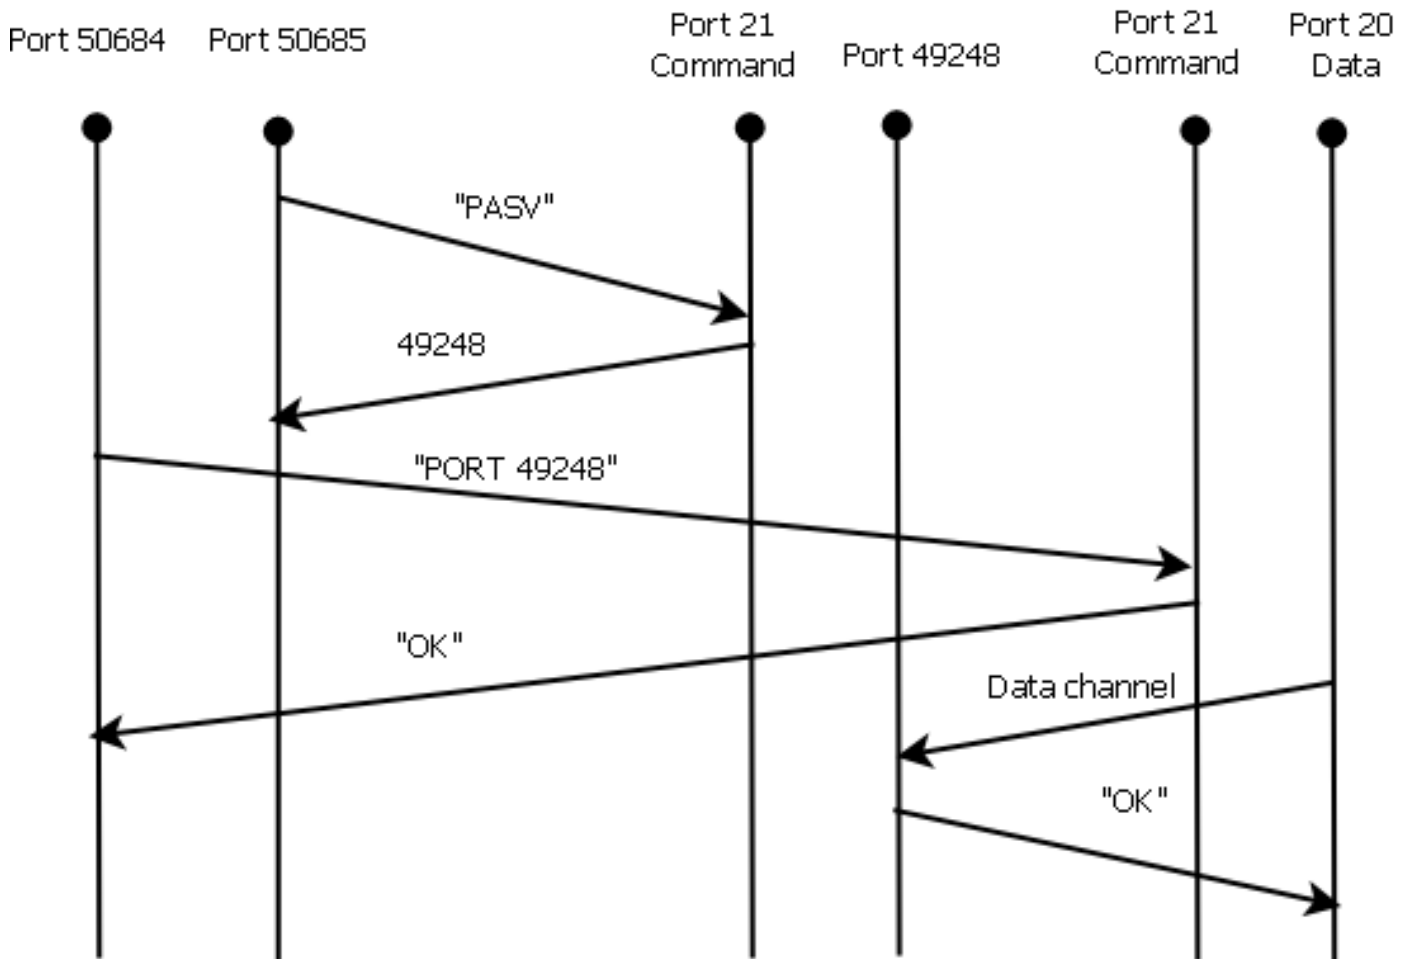 Port 50684
Port 50685
Port 21
Command
Port 49248
Port 21
Command
Port 20
Data
"PASV"
49248
"PORT 49248"
"OK"
Data channel
"OK"